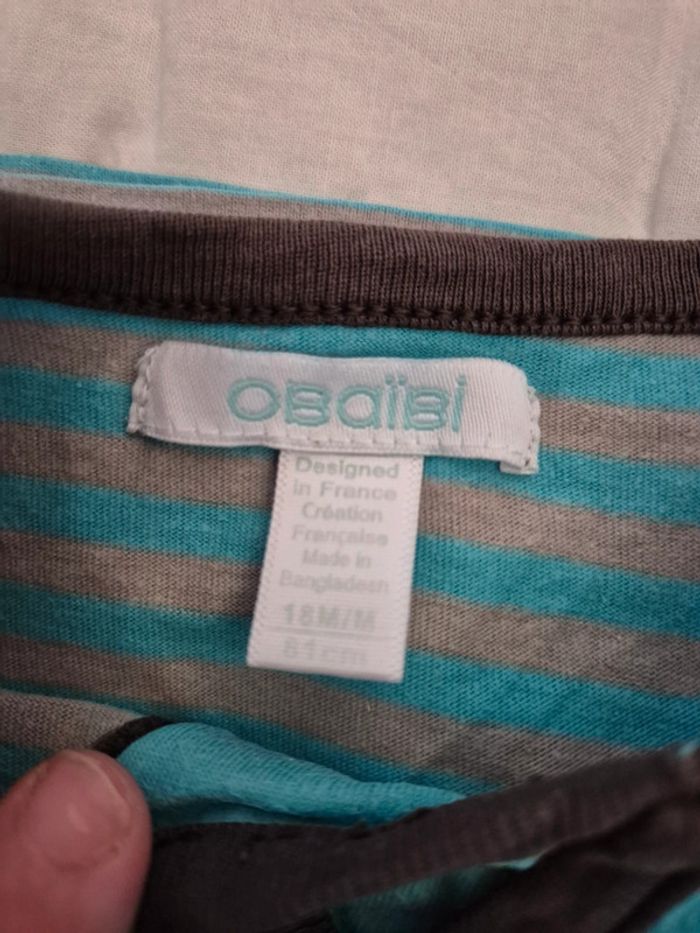 OBAÏBI
Designed
in France
Création
Française
Made in
Bangladesh
18M/M
81cm